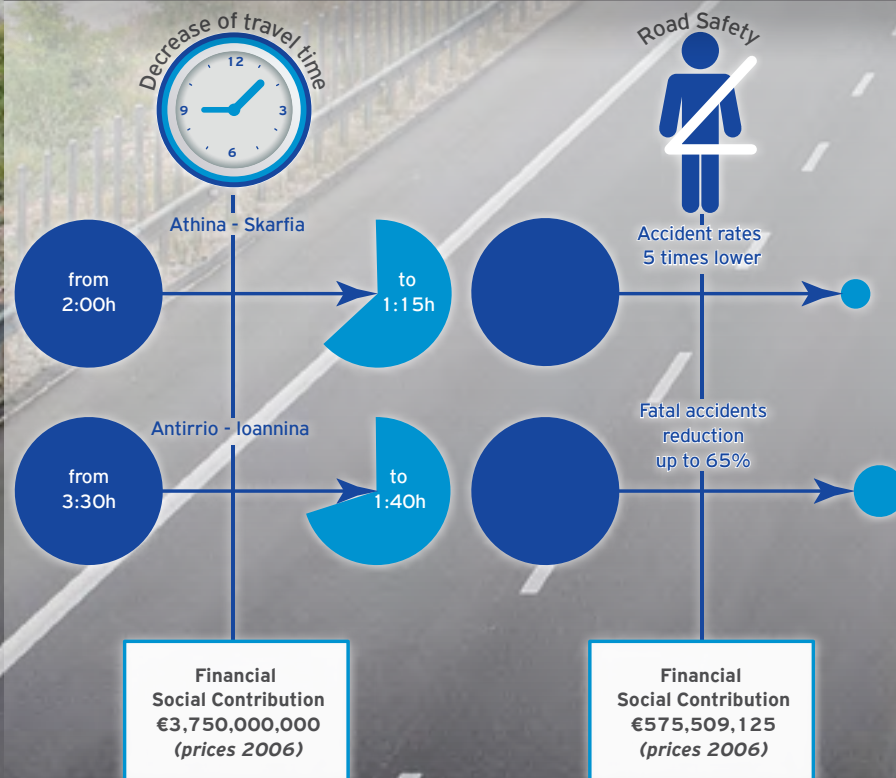 Decrease of travel time
12
9
3
6
Athina - Skarfia
from
2:00h
to
1:15h
Antirrio - Ioannina
from
3:30h
to
1:40h
Financial
Social Contribution
€3,750,000,000
(prices 2006)
Road Safety
Accident rates
5 times lower
Fatal accidents
reduction
up to 65%
Financial
Social Contribution
€575,509,125
(prices 2006)